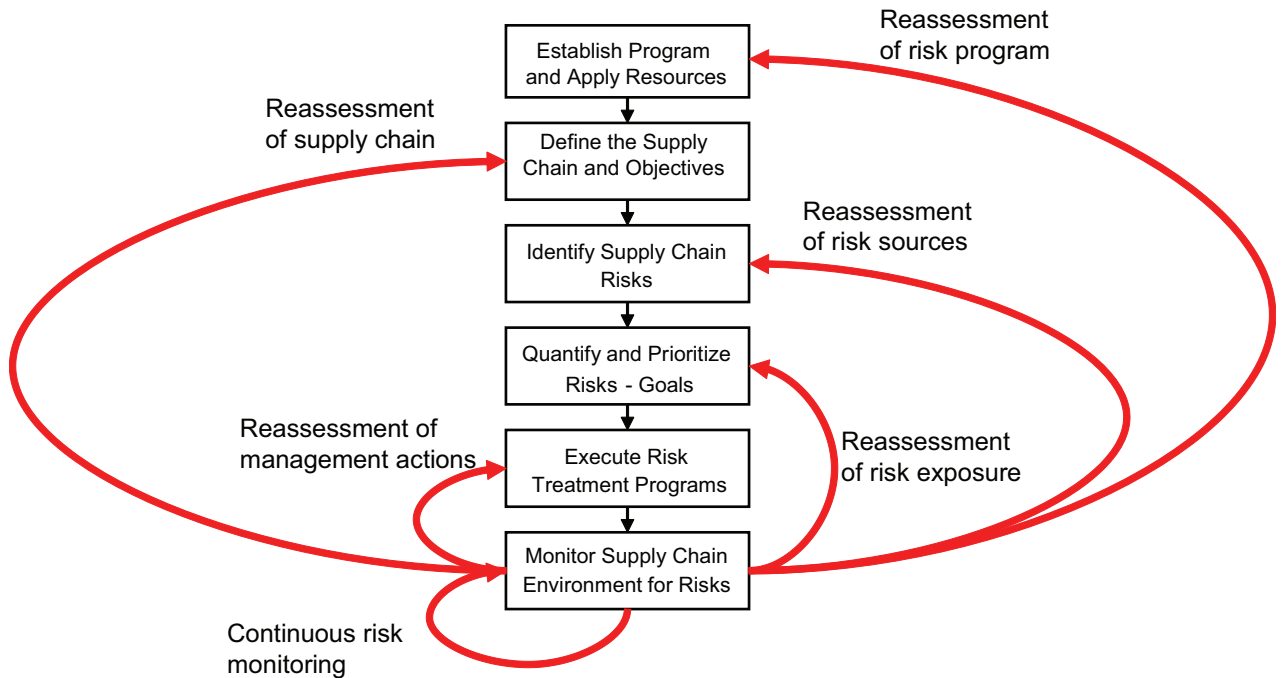 Reassessment
of risk program
Establish Program
and Apply Resources
Reassessment
of supply chain
Define the Supply
Chain and Objectives
Reassessment
of risk sources
Identify Supply Chain
Risks
Quantify and Prioritize
Risks - Goals
Reassessment of
management actions
Reassessment
of risk exposure
Execute Risk
Treatment Programs
Monitor Supply Chain
Environment for Risks
Continuous risk
monitoring